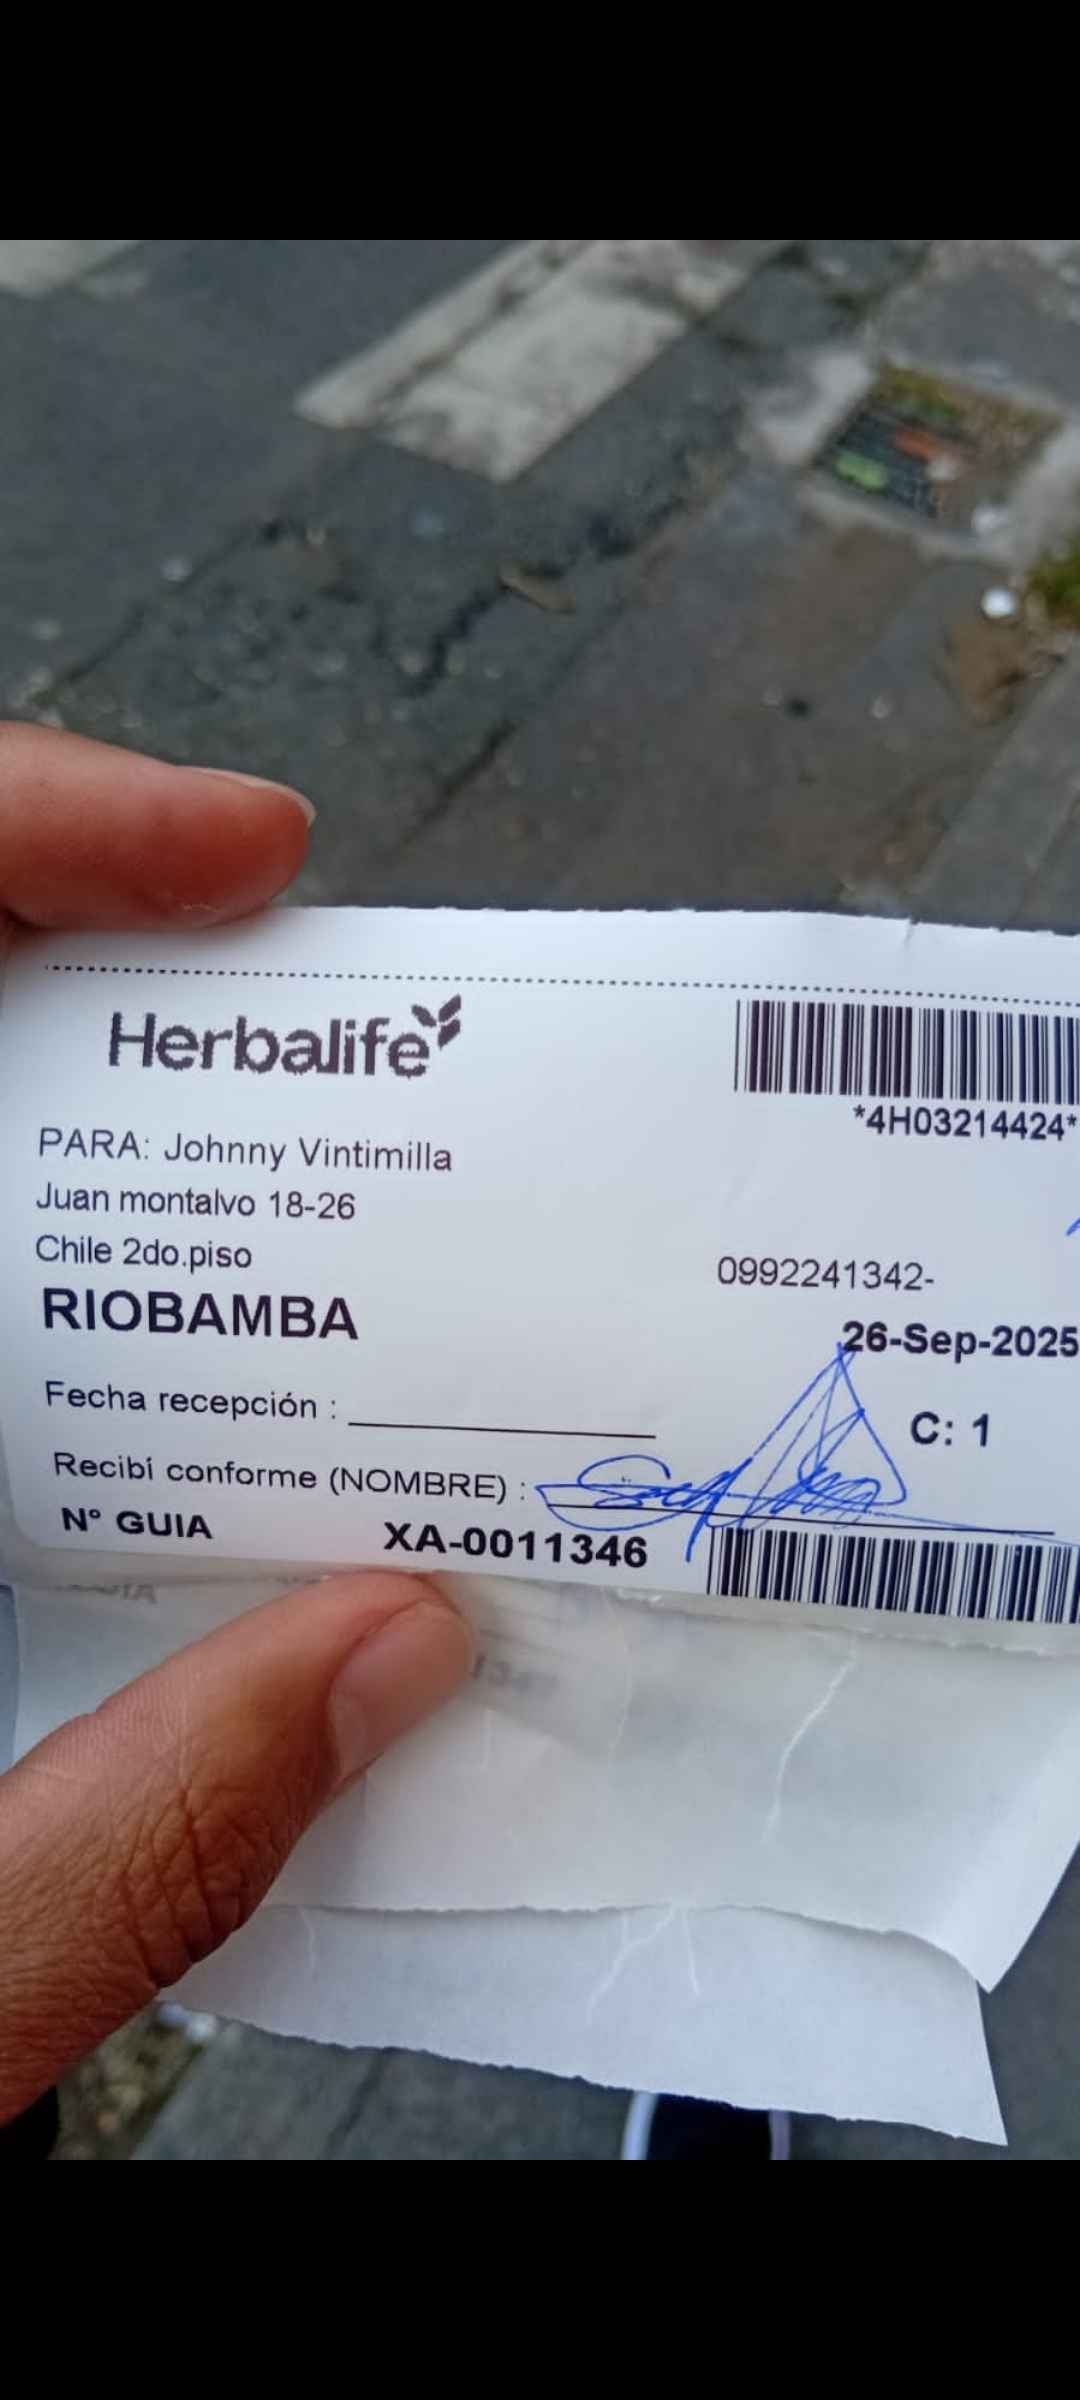 Herbalife
*4H03214424*
PARA: Johnny Vintimilla
Juan montalvo 18-26
Chile 2do.piso
0992241342-
RIOBAMBA
26-Sep-2025
Fecha recepción :
C: 1
Recibí conforme (NOMBRE) :
N° GUIA XA-0011346